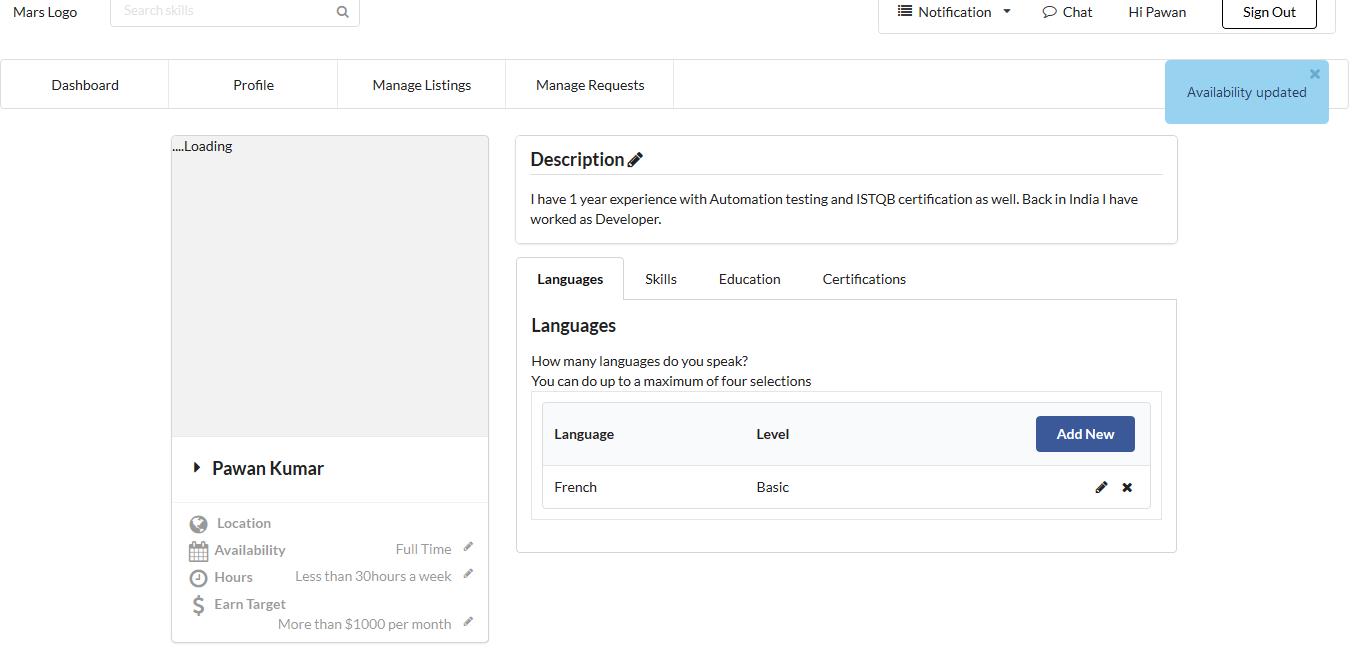 Mars Logo
Search skills
Notification
Chat
Hi Pawan
Sign Out
Dashboard
Profile
Manage Listings
Manage Requests
Availability updated
....Loading
Pawan Kumar
Location
Availability Full Time
Hours Less than 30hours a week
Earn Target
More than $1000 per month
Description
I have 1 year experience with Automation testing and ISTQB certification as well. Back in India I have
worked as Developer.
Languages
Skills
Education
Certifications
Languages
How many languages do you speak?
You can do up to a maximum of four selections
Language Level Add New
French Basic